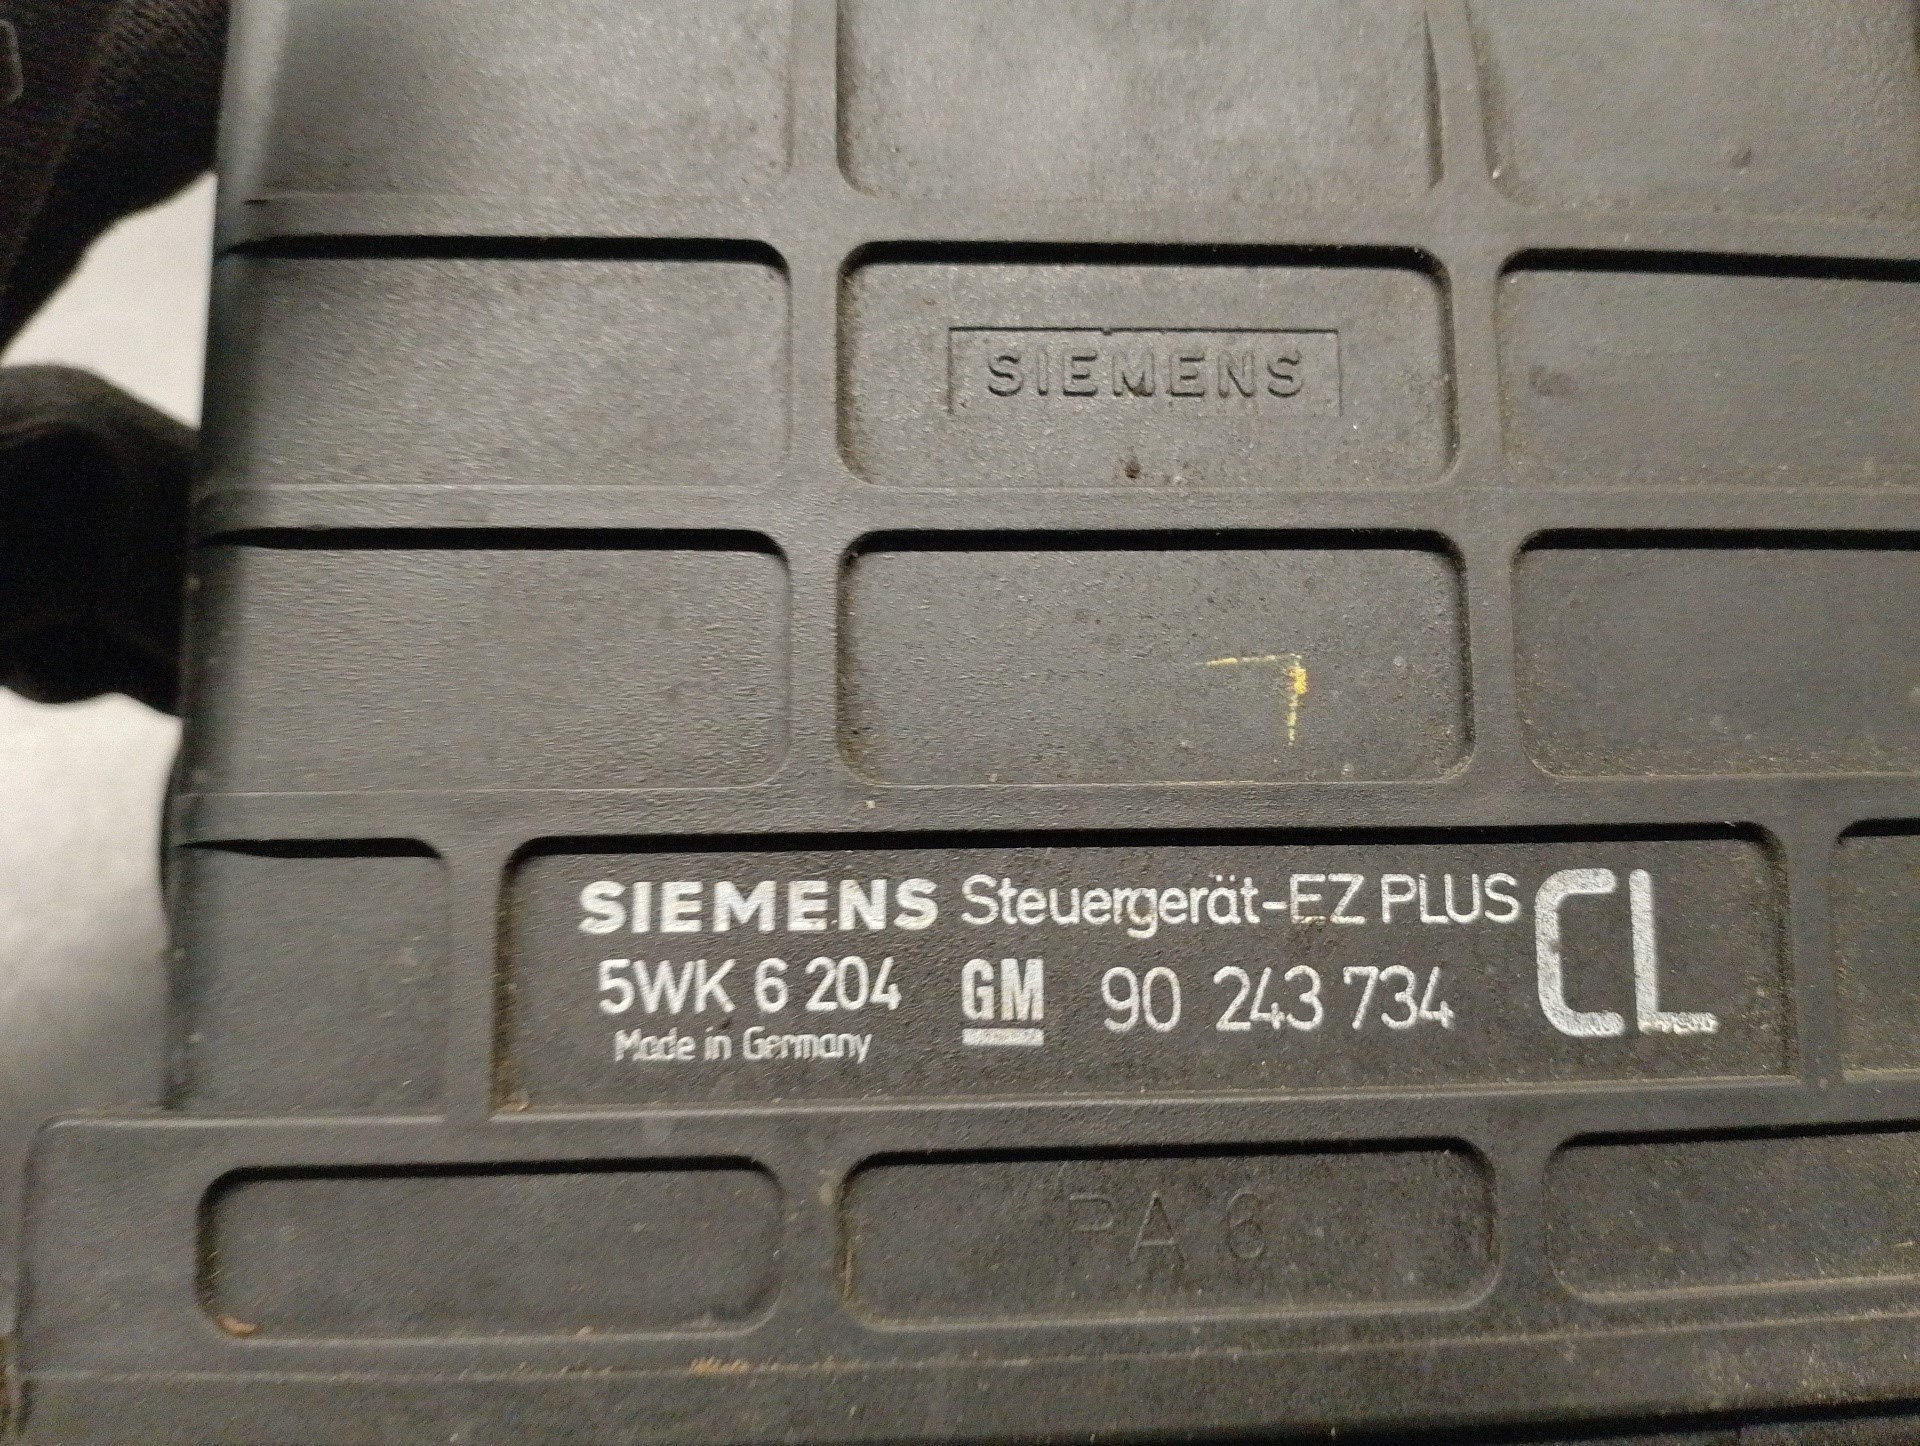 SIEMENS
SIEMENS Steuergerät-EZ PLUS CL
5WK 6 204 GM 90 243 734
Made in Germany
PA 6